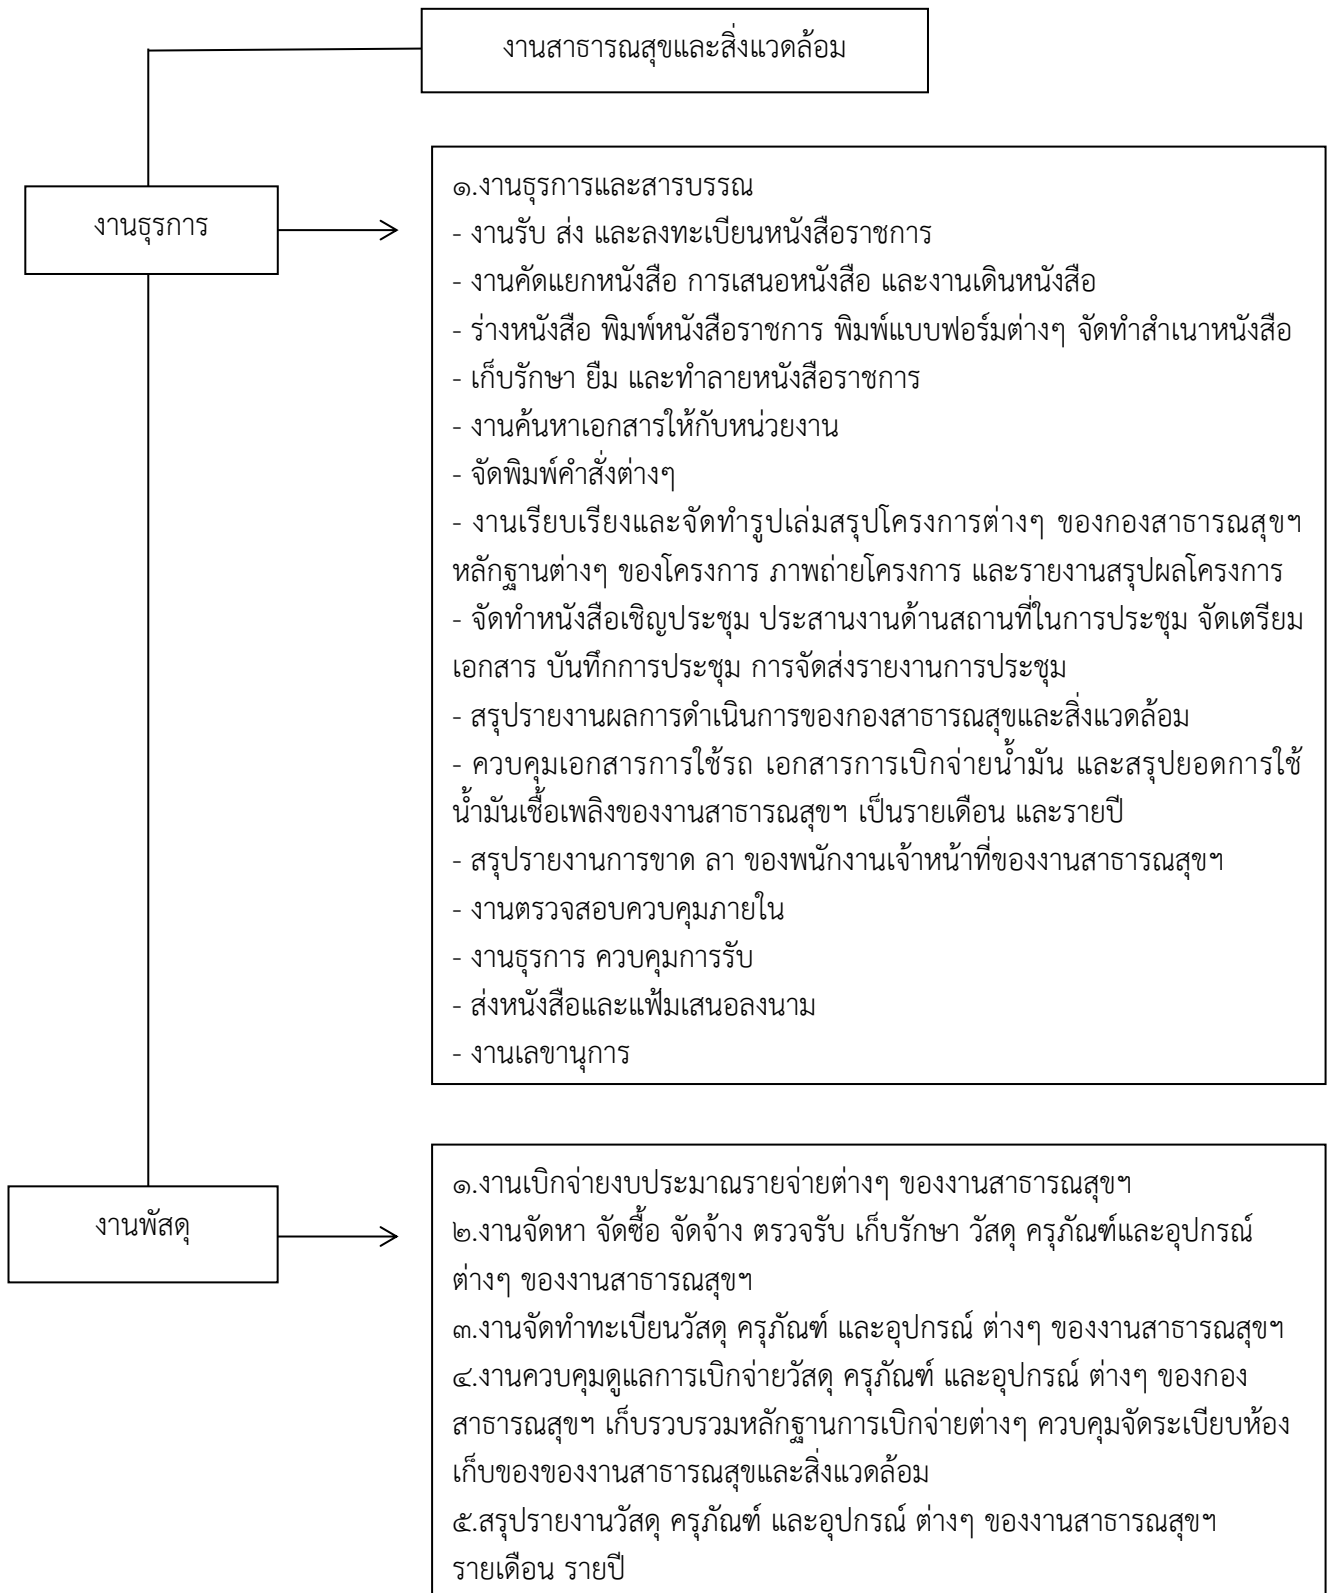 งานสาธารณสุขและสิ่งแวดล้อม
งานธุรการ
๑.งานธุรการและสารบรรณ
- งานรับ ส่ง และลงทะเบียนหนังสือราชการ
- งานคัดแยกหนังสือ การเสนอหนังสือ และงานเดินหนังสือ
- ร่างหนังสือ พิมพ์หนังสือราชการ พิมพ์แบบฟอร์มต่างๆ จัดทำสำเนาหนังสือ
- เก็บรักษา ยืม และทำลายหนังสือราชการ
- งานค้นหาเอกสารให้กับหน่วยงาน
- จัดพิมพ์คำสั่งต่างๆ
- งานเรียบเรียงและจัดทำรูปเล่มสรุปโครงการต่างๆ ของกองสาธารณสุขฯ
หลักฐานต่างๆ ของโครงการ ภาพถ่ายโครงการ และรายงานสรุปผลโครงการ
- จัดทำหนังสือเชิญประชุม ประสานงานด้านสถานที่ในการประชุม จัดเตรียม
เอกสาร บันทึกการประชุม การจัดส่งรายงานการประชุม
- สรุปรายงานผลการดำเนินการของกองสาธารณสุขและสิ่งแวดล้อม
- ควบคุมเอกสารการใช้รถ เอกสารการเบิกจ่ายน้ำมัน และสรุปยอดการใช้
น้ำมันเชื้อเพลิงของงานสาธารณสุขฯ เป็นรายเดือน และรายปี
- สรุปรายงานการขาด ลา ของพนักงานเจ้าหน้าที่ของงานสาธารณสุขฯ
- งานตรวจสอบควบคุมภายใน
- งานธุรการ ควบคุมการรับ
- ส่งหนังสือและแฟ้มเสนอลงนาม
- งานเลขานุการ
งานพัสดุ
๑.งานเบิกจ่ายงบประมาณรายจ่ายต่างๆ ของงานสาธารณสุขฯ
๒.งานจัดหา จัดซื้อ จัดจ้าง ตรวจรับ เก็บรักษา วัสดุ ครุภัณฑ์และอุปกรณ์
ต่างๆ ของงานสาธารณสุขฯ
๓.งานจัดทำทะเบียนวัสดุ ครุภัณฑ์ และอุปกรณ์ ต่างๆ ของงานสาธารณสุขฯ
๔.งานควบคุมดูแลการเบิกจ่ายวัสดุ ครุภัณฑ์ และอุปกรณ์ ต่างๆ ของกอง
สาธารณสุขฯ เก็บรวบรวมหลักฐานการเบิกจ่ายต่างๆ ควบคุมจัดระเบียบห้อง
เก็บของของงานสาธารณสุขและสิ่งแวดล้อม
๕.สรุปรายงานวัสดุ ครุภัณฑ์ และอุปกรณ์ ต่างๆ ของงานสาธารณสุขฯ
รายเดือน รายปี